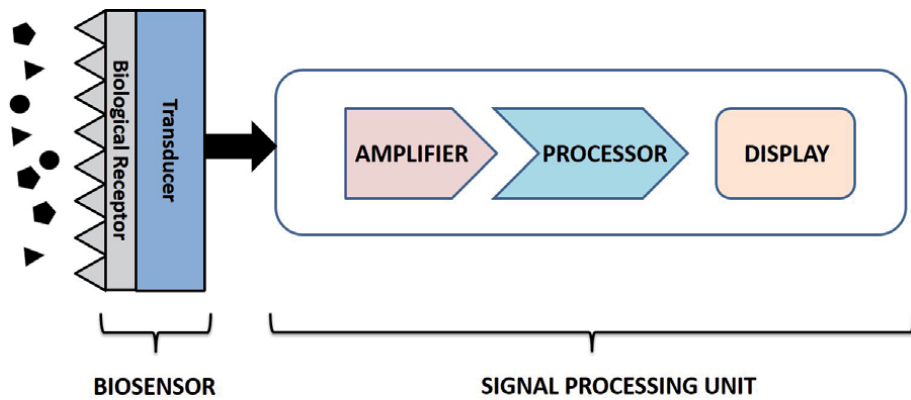 Biological Receptor
Transducer
AMPLIFIER
PROCESSOR
DISPLAY
BIOSENSOR
SIGNAL PROCESSING UNIT